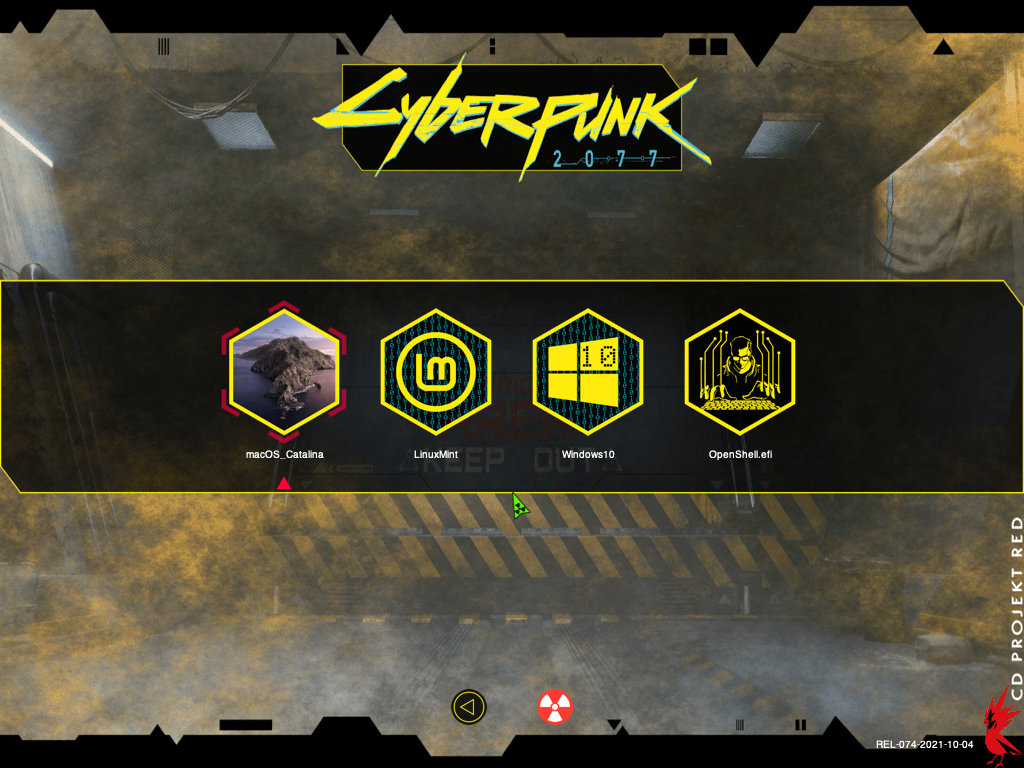 Cyberpunk
2077
10
macOS_Catalina
LinuxMint
Windows10
OpenShell.efi
KEEP OUT
CD PROJEKT RED
REL-074-2021-10-04